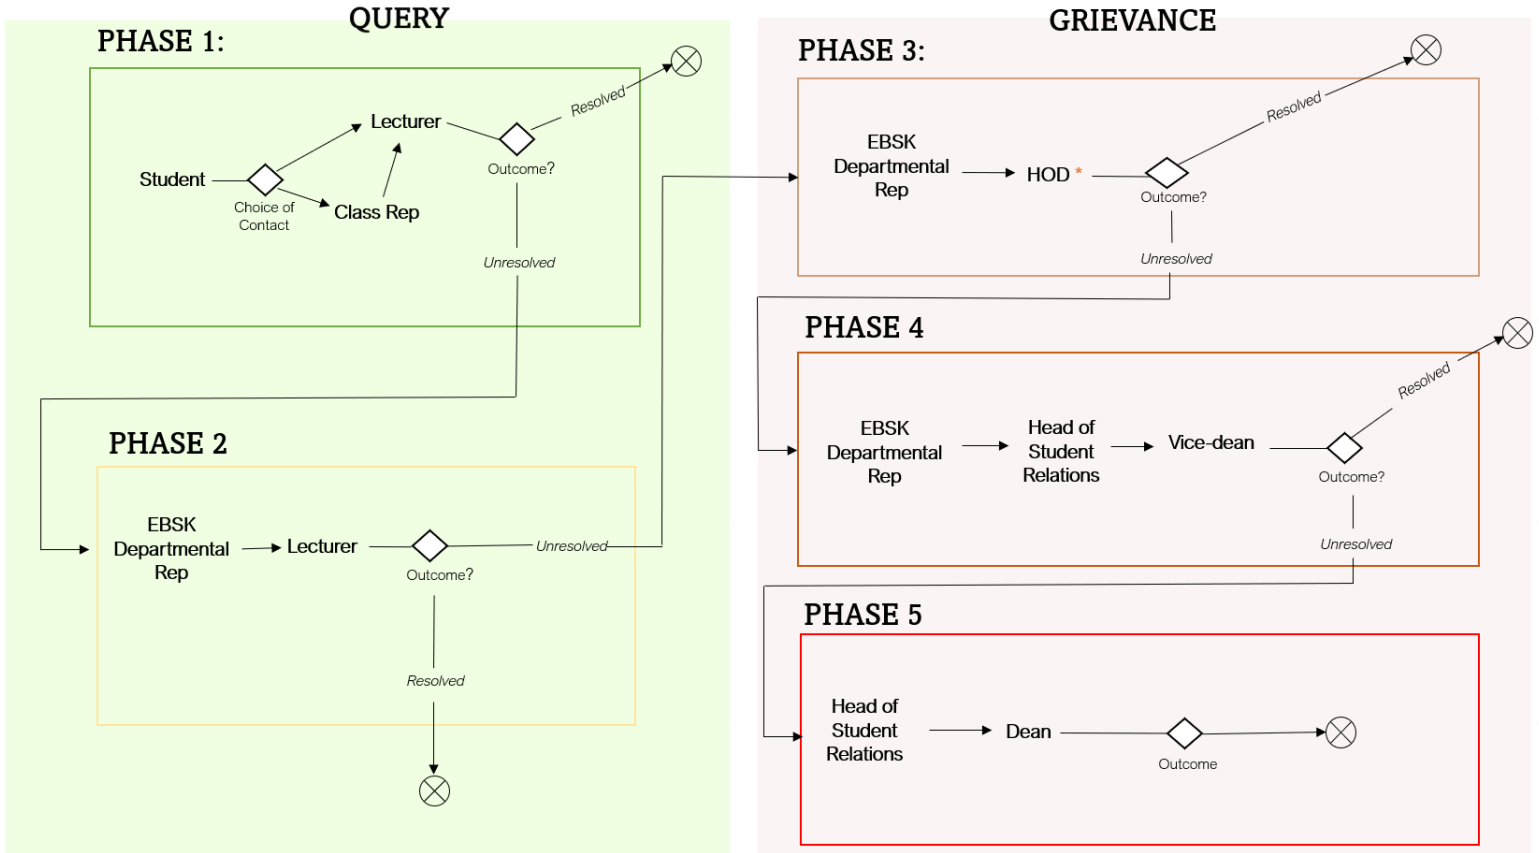 QUERY
PHASE 1:
Resolved
Lecturer
Outcome?
Student
Choice of
Contact
Class Rep
Unresolved
PHASE 2
EBSK
Departmental
Rep
Lecturer
Outcome?
Unresolved
Resolved
GRIEVANCE
PHASE 3:
Resolved
EBSK
Departmental
Rep
HOD *
Outcome?
Unresolved
PHASE 4
Resolved
EBSK
Departmental
Rep
Head of
Student
Relations
Vice-dean
Outcome?
Unresolved
PHASE 5
Head of
Student
Relations
Dean
Outcome